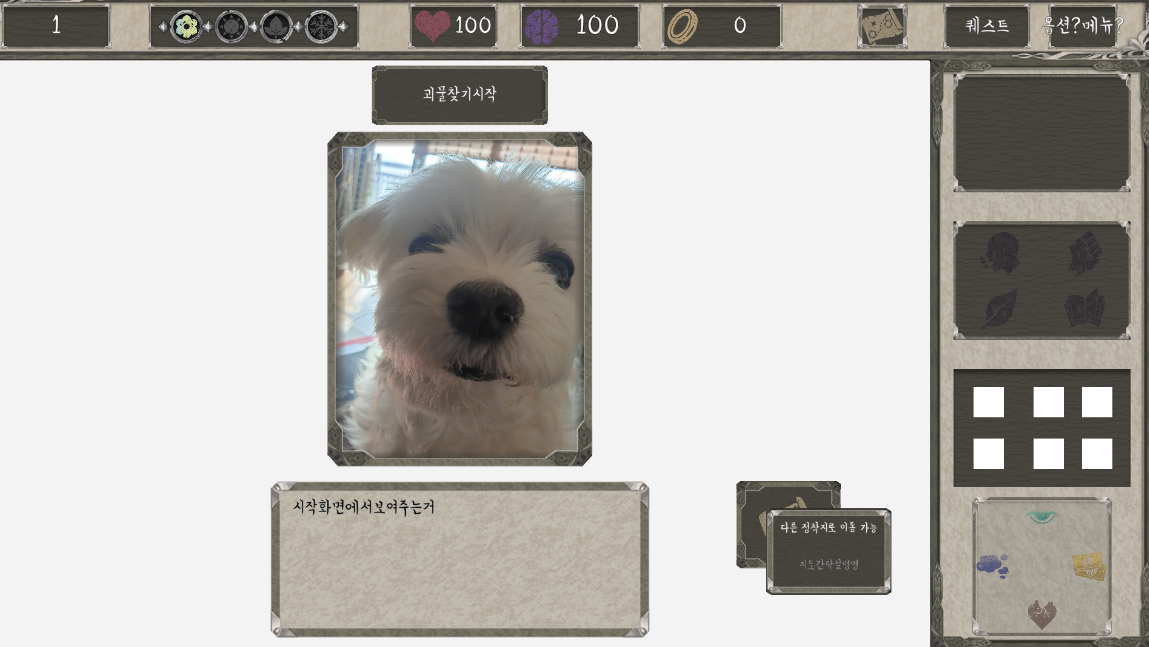 1
100
100
0
퀘스트
옵션?메뉴?
괴물찾기시작
시작화면에서보여주는거
다른 정착지로 이동 가능
지도간략설명명